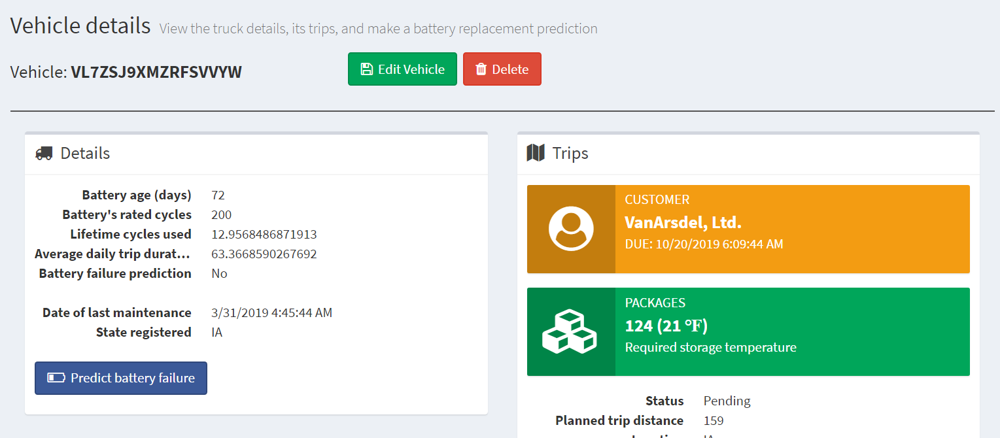 Vehicle details View the truck details, its trips, and make a battery replacement prediction
Vehicle: VL7ZSJ9XMZRFSVVYW
Edit Vehicle
Delete
Details
Battery age (days) 72
Battery's rated cycles 200
Lifetime cycles used 12.9568486871913
Average daily trip durat... 63.3668590267692
Battery failure prediction No
Date of last maintenance 3/31/2019 4:45:44 AM
State registered IA
Predict battery failure
Trips
CUSTOMER
VanArsdel, Ltd.
DUE: 10/20/2019 6:09:44 AM
PACKAGES
124 (21 °F)
Required storage temperature
Status Pending
Planned trip distance 159